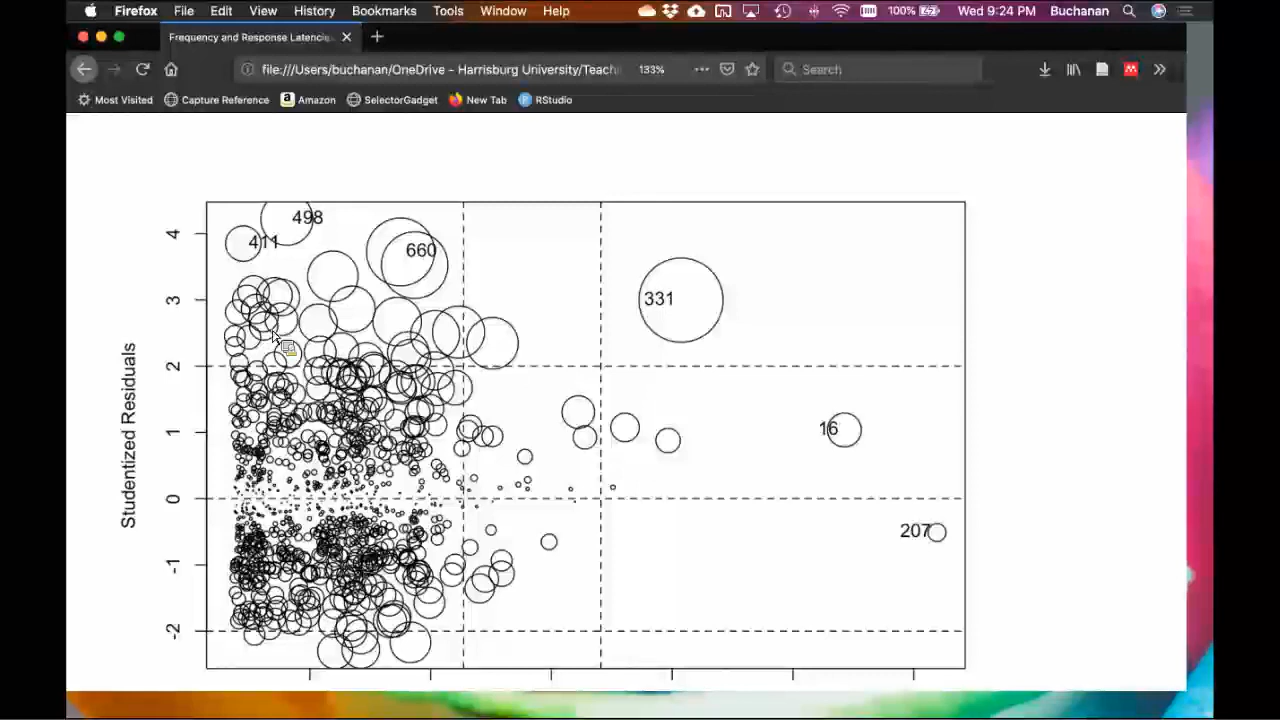 Firefox File Edit View History Bookmarks Tools Window Help 100% Wed 9:24 PM Buchanan
Frequency and Response Latencie
file:///Users/buchanan/OneDrive - Harrisburg University/Teach 133% Search
Most Visited Capture Reference Amazon SelectorGadget New Tab RStudio
498
411
660
331
16
207
Studentized Residuals
4
3
2
1
0
-1
-2